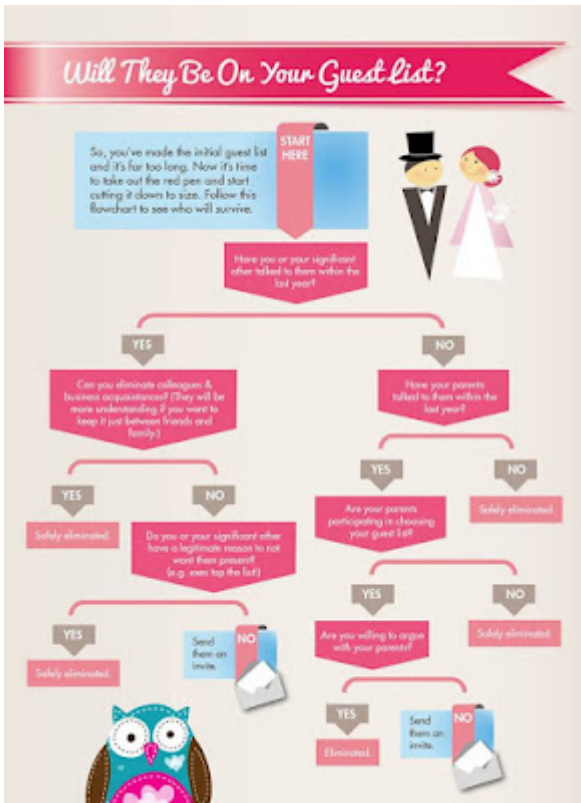 Will They Be On Your Guest List?
So, you've made the initial guest list
and it's far too long. Now it's time
to take out the red pen and start
cutting it down to size. Follow this
flowchart to see who will survive.
START
HERE
Have you or your significant
other talked to them within the
last year?
YES
NO
Can you eliminate colleagues &
business acquaintances? (They will be
more understanding if you want to
keep it just between friends and
family.)
Have your parents
talked to them within the
last year?
YES
NO
YES
NO
Safely eliminated.
Do you or your significant other
have a legitimate reason to not
want them present?
(e.g. exes top the list!)
Are your parents
participating in choosing
your guest list?
Safely eliminated.
YES
Safely eliminated.
Send
them an
invite.
NO
YES
NO
Are you willing to argue
with your parents?
Safely eliminated.
YES
Eliminated.
Send
them an
invite.
NO